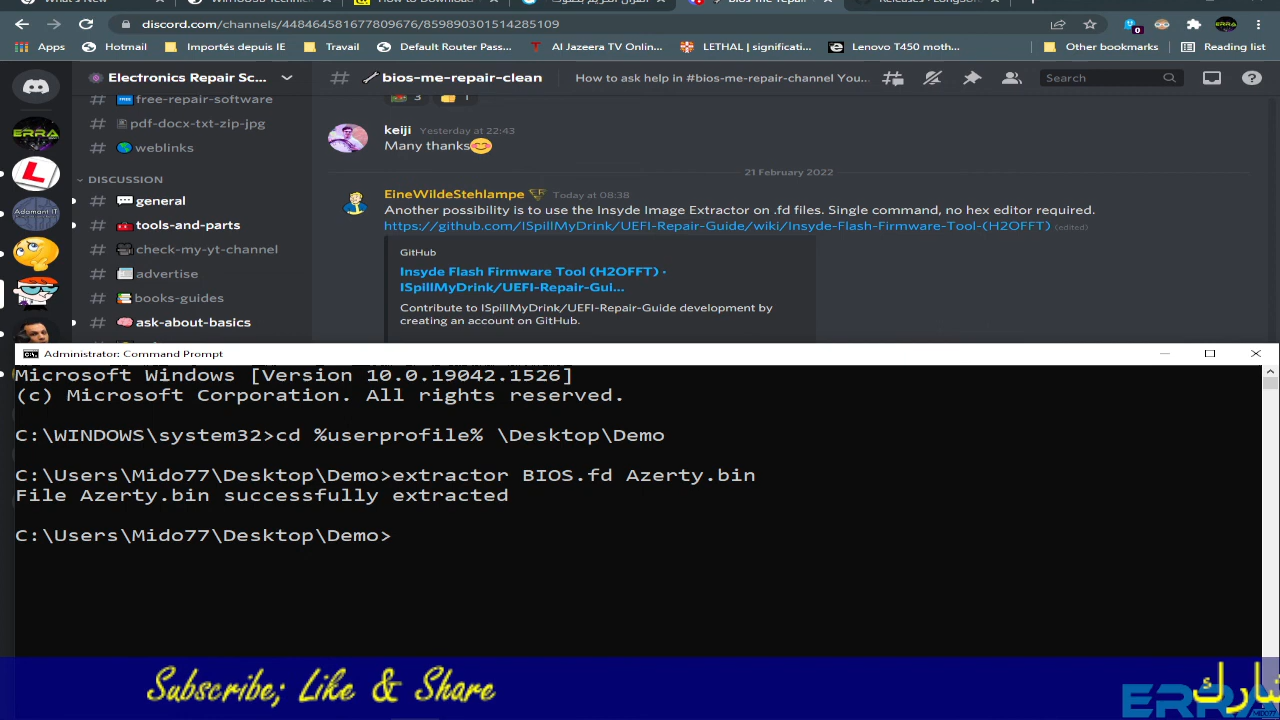 discord.com/channels/448464581677809676/859890301514285109
Apps Hotmail Importés depuis IE Travail Default Router Pass... Al Jazeera TV Onlin... LETHAL | significati... Lenovo T450 moth... Other bookmarks Reading list
Electronics Repair Sc... bios-me-repair-clean How to ask help in #bios-me-repair-channel You... Search
free-repair-software 3 1
pdf-docx-txt-zip-jpg
weblinks
DISCUSSION
general
tools-and-parts
check-my-yt-channel
advertise
books-guides
ask-about-basics
ERRA
Adamant IT
keiji Yesterday at 22:43
Many thanks
21 February 2022
EineWildeStehlampe Today at 08:38
Another possibility is to use the Insyde Image Extractor on .fd files. Single command, no hex editor required.
https://github.com/ISpillMyDrink/UEFI-Repair-Guide/wiki/Insyde-Flash-Firmware-Tool-(H2OFFT) (edited)
GitHub
Insyde Flash Firmware Tool (H2OFFT) ·
ISpillMyDrink/UEFI-Repair-Gui...
Contribute to ISpillMyDrink/UEFI-Repair-Guide development by
creating an account on GitHub.
Administrator: Command Prompt
Microsoft Windows [Version 10.0.19042.1526]
(c) Microsoft Corporation. All rights reserved.
C:\WINDOWS\system32>cd %userprofile% \Desktop\Demo
C:\Users\Mido77\Desktop\Demo>extractor BIOS.fd Azerty.bin
File Azerty.bin successfully extracted
C:\Users\Mido77\Desktop\Demo>
Subscribe; Like & Share
ERRA